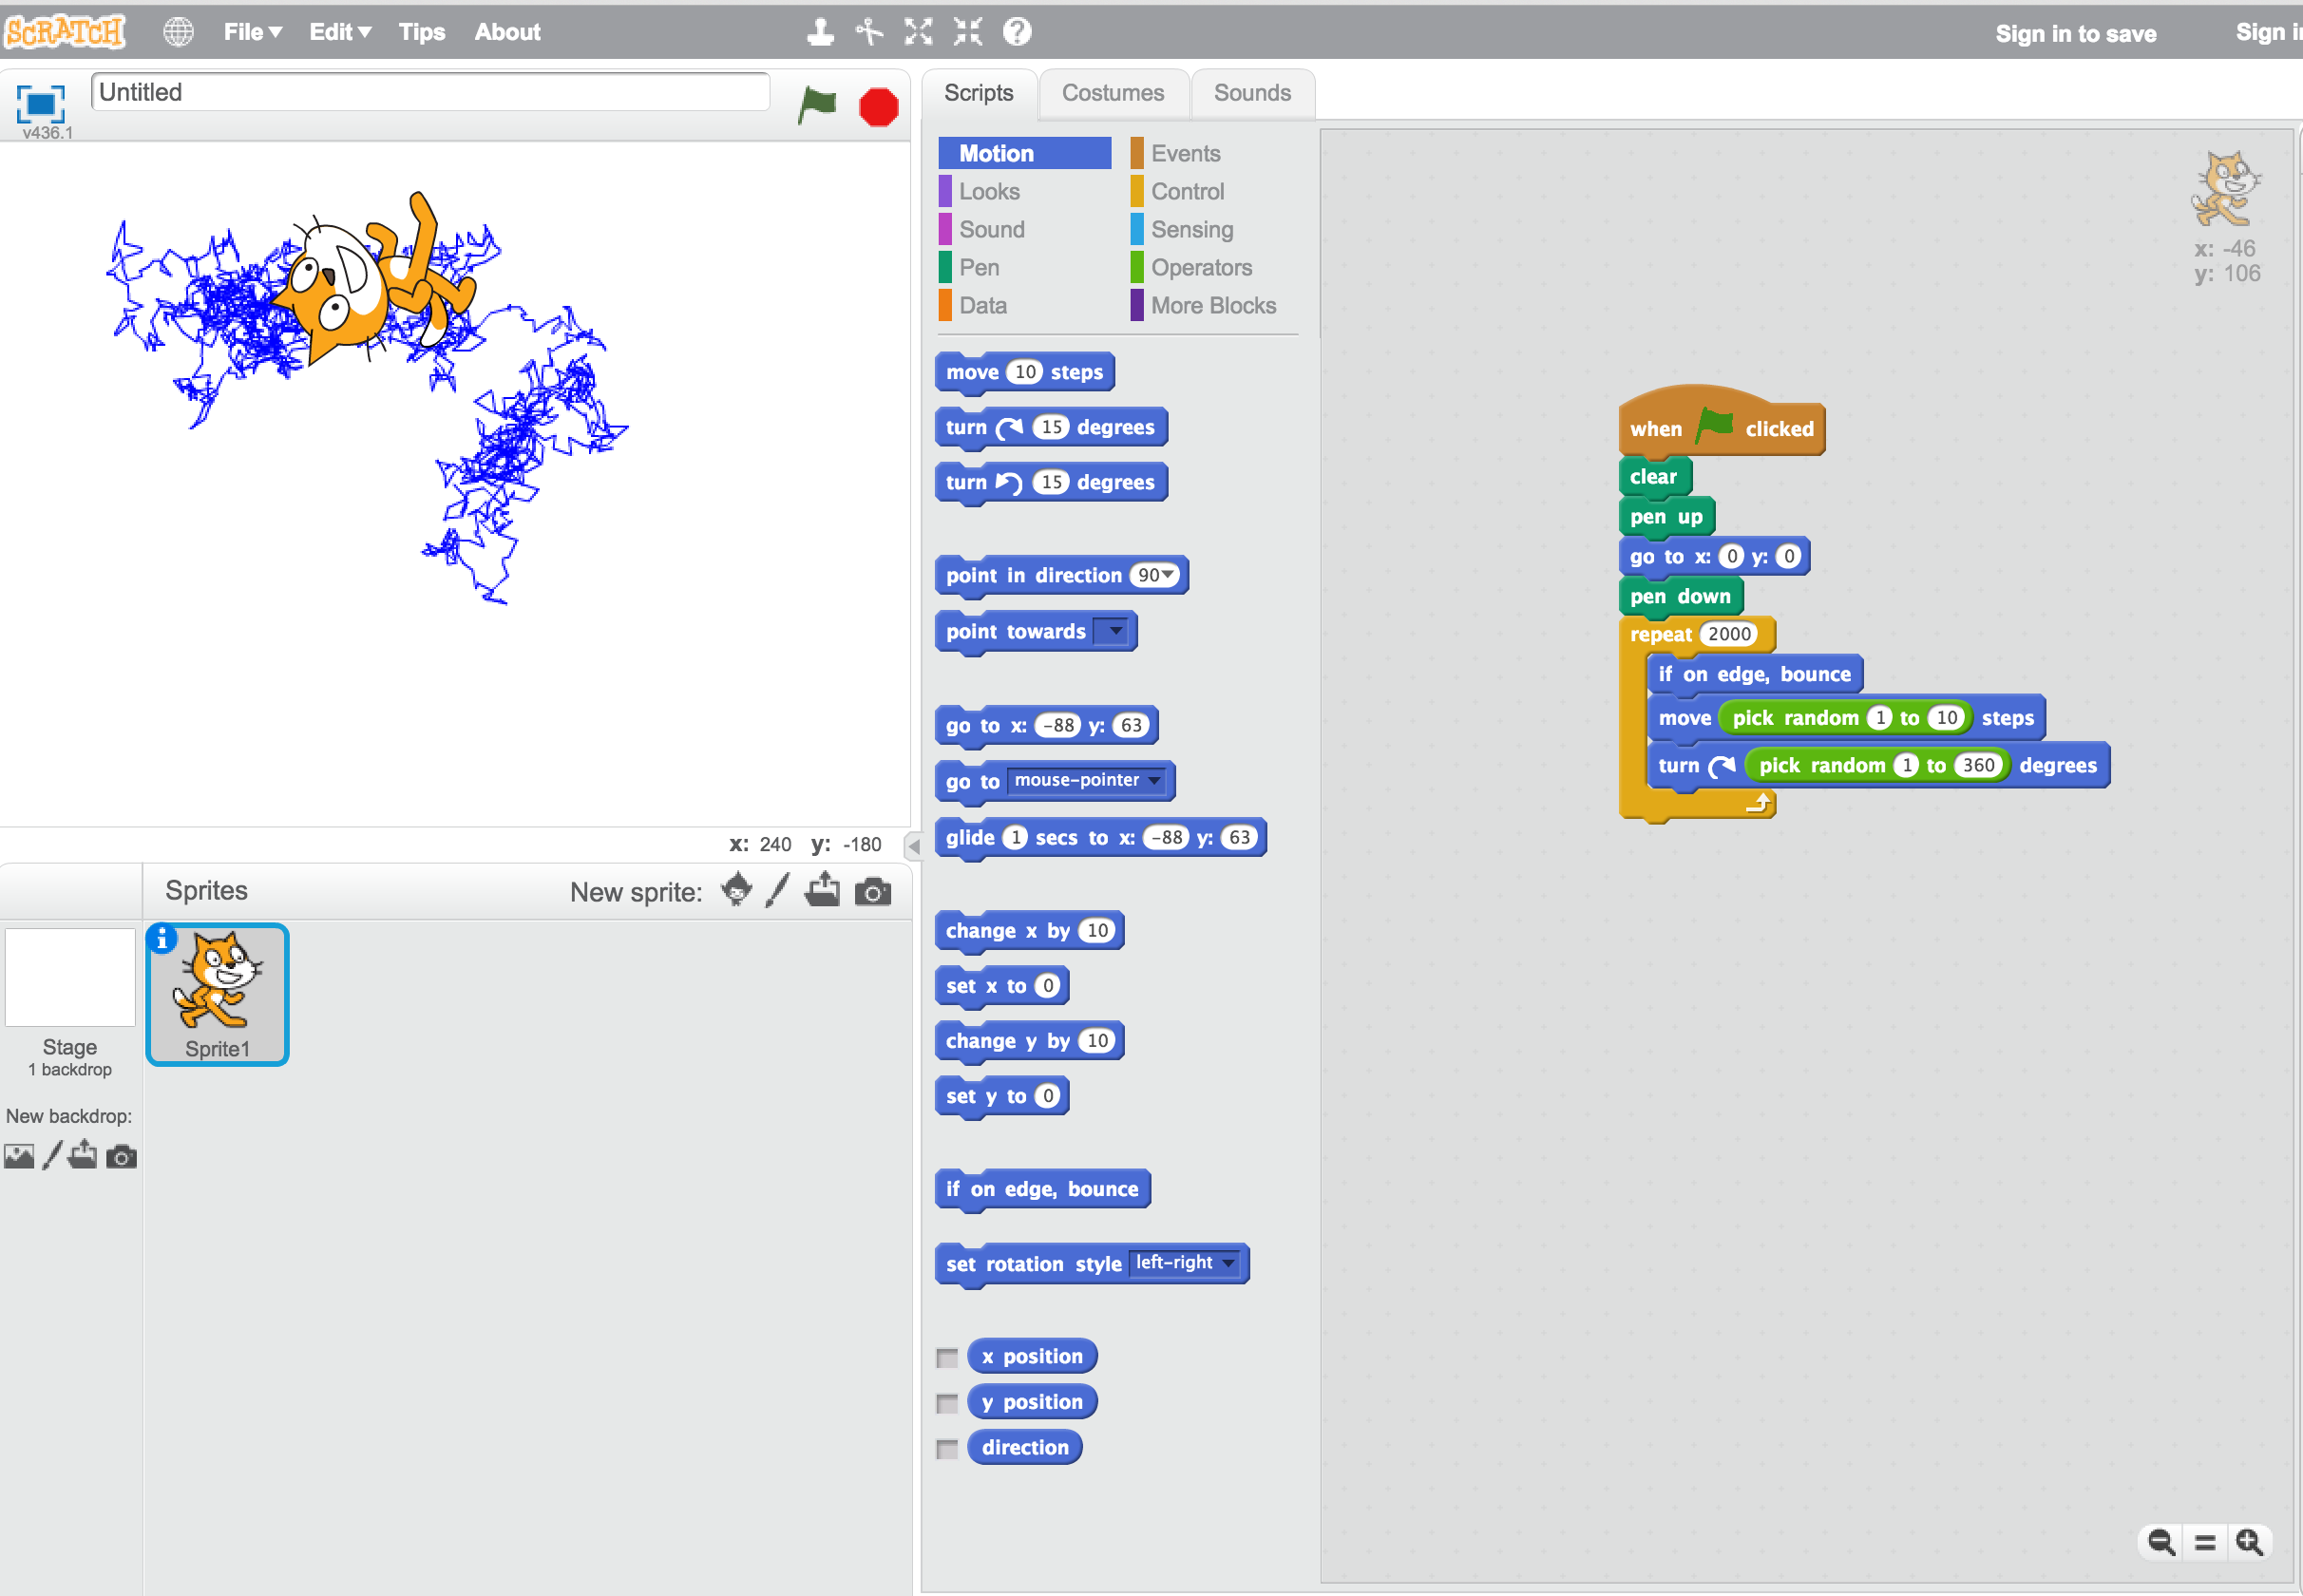 SCRATCH File Edit Tips About Sign in to save Sign i
Untitled
v436.1
Scripts Costumes Sounds
Motion Events
Looks Control
Sound Sensing
Pen Operators
Data More Blocks
move 10 steps
turn 15 degrees
turn 15 degrees
point in direction 90
point towards
go to x: -88 y: 63
go to mouse-pointer
glide 1 secs to x: -88 y: 63
change x by 10
set x to 0
change y by 10
set y to 0
if on edge, bounce
set rotation style left-right
x position
y position
direction
x: -46
y: 106
when clicked
clear
pen up
go to x: 0 y: 0
pen down
repeat 2000
if on edge, bounce
move pick random 1 to 10 steps
turn pick random 1 to 360 degrees
x: 240 y: -180
Sprites New sprite:
Sprite1
Stage
1 backdrop
New backdrop: